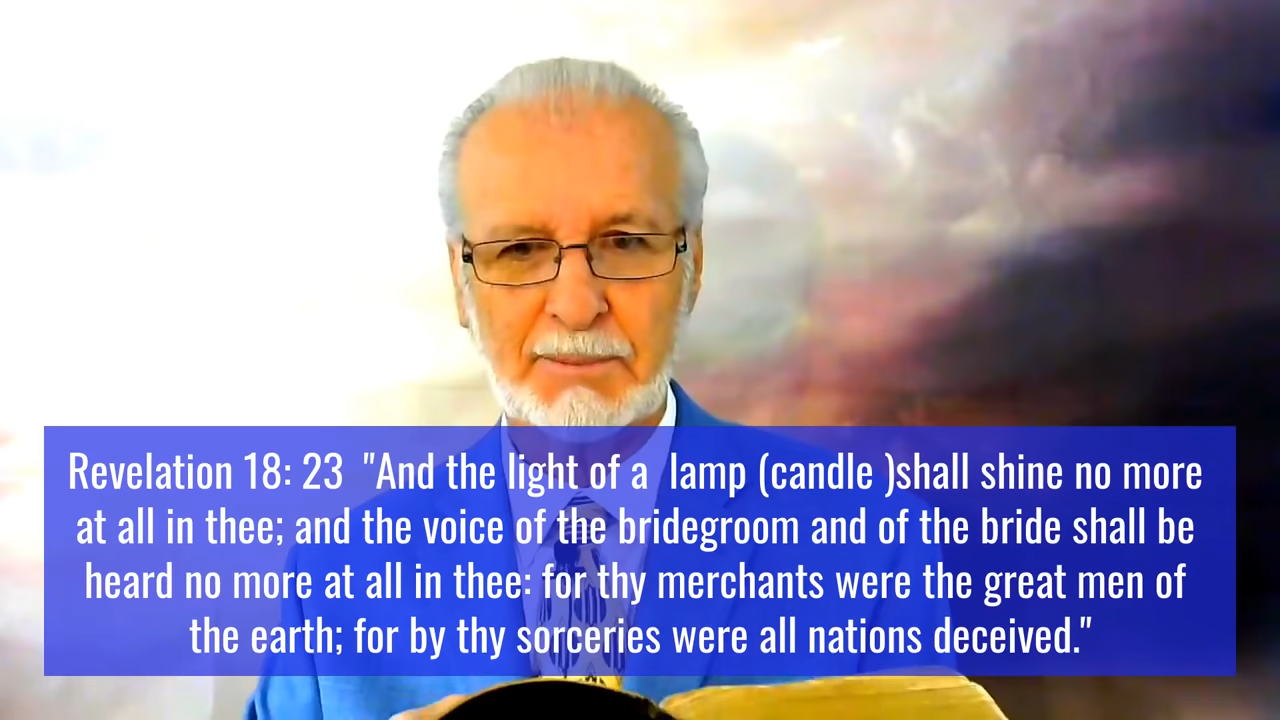 Revelation 18: 23  "And the light of a  lamp (candle )shall shine no more
at all in thee; and the voice of the bridegroom and of the bride shall be
heard no more at all in thee: for thy merchants were the great men of
the earth; for by thy sorceries were all nations deceived."